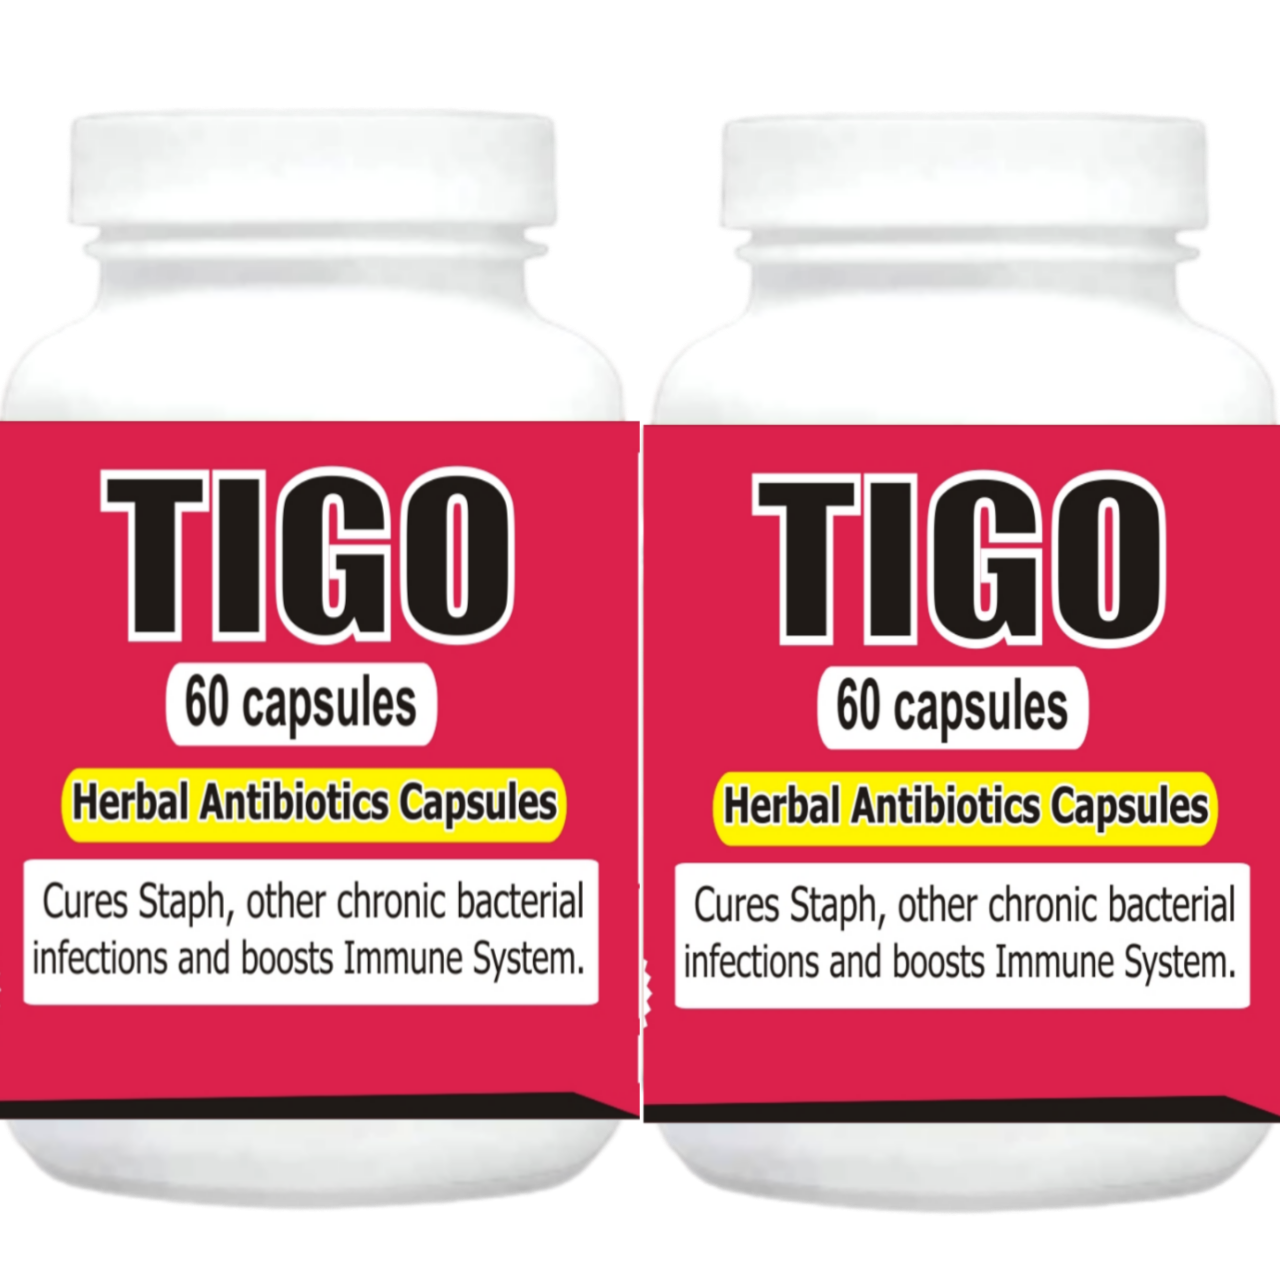 TIGO
60 capsules
Herbal Antibiotics Capsules
Cures Staph, other chronic bacterial
infections and boosts Immune System.
TIGO
60 capsules
Herbal Antibiotics Capsules
Cures Staph, other chronic bacterial
infections and boosts Immune System.